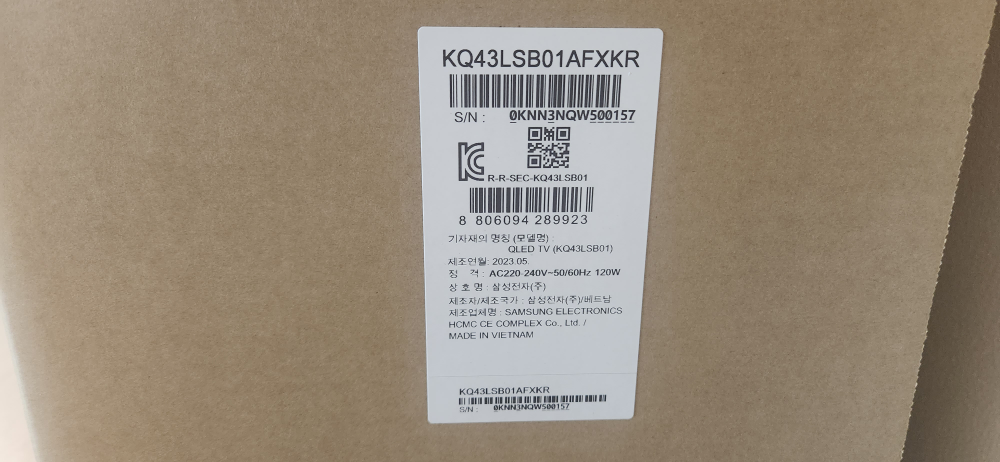 KQ43LSB01AFXKR
S/N : 0KNN3NQW500157
R-R-SEC-KQ43LSB01
8 806094 289923
기자재의 명칭 (모델명) :
QLED TV (KQ43LSB01)
제조연월: 2023.05.
정 격 : AC220-240V~50/60Hz 120W
상 호 명 : 삼성전자(주)
제조자/제조국가 : 삼성전자(주)/베트남
제조업체명 : SAMSUNG ELECTRONICS
HCMC CE COMPLEX Co., Ltd. /
MADE IN VIETNAM
KQ43LSB01AFXKR
S/N : 0KNN3NQW500157